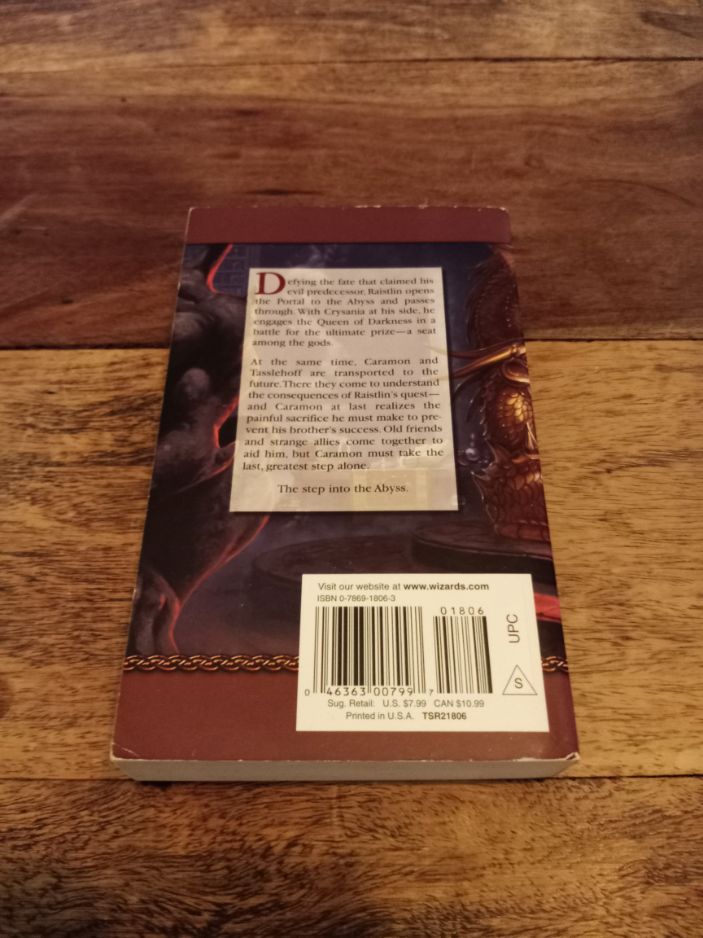 Defying the fate that claimed his
evil predecessor, Raistlin opens
the Portal to the Abyss and passes
through. With Crysania at his side, he
engages the Queen of Darkness in a
battle for the ultimate prize—a seat
among the gods.
At the same time, Caramon and
Tasslehoff are transported to the
future. There they come to understand
the consequences of Raistlin's quest—
and Caramon at last realizes the
painful sacrifice he must make to pre-
vent his brother's success. Old friends
and strange allies come together to
aid him, but Caramon must take the
last, greatest step alone.
The step into the Abyss.
Visit our website at www.wizards.com
ISBN 0-7869-1806-3
01806
UPC
S
0 46363 00799 7
Sug. Retail: U.S. $7.99 CAN $10.99
Printed in U.S.A. TSR21806